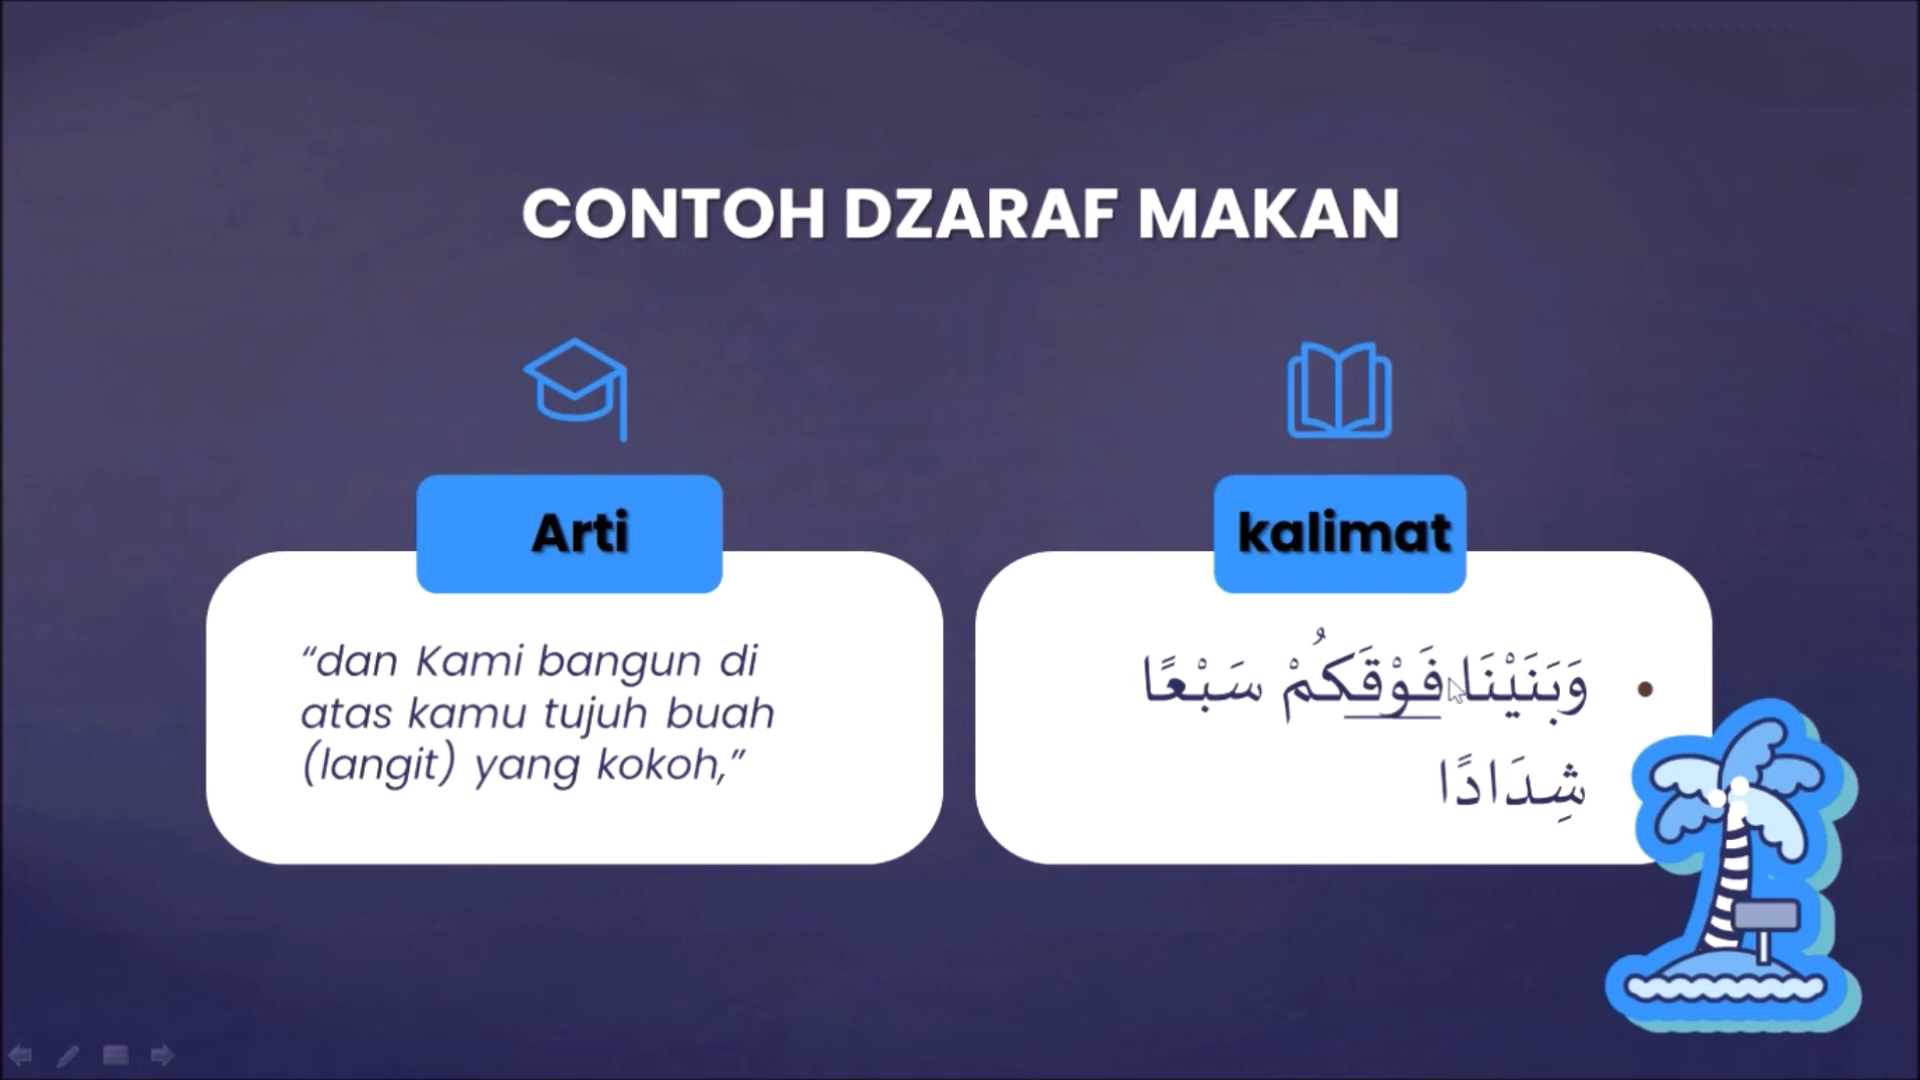 CONTOH DZARAF MAKAN
Arti
“dan Kami bangun di
atas kamu tujuh buah
(langit) yang kokoh,”
kalimat
• وَبَنَيْنَا فَوْقَكُمْ سَبْعًا
شِدَادًا